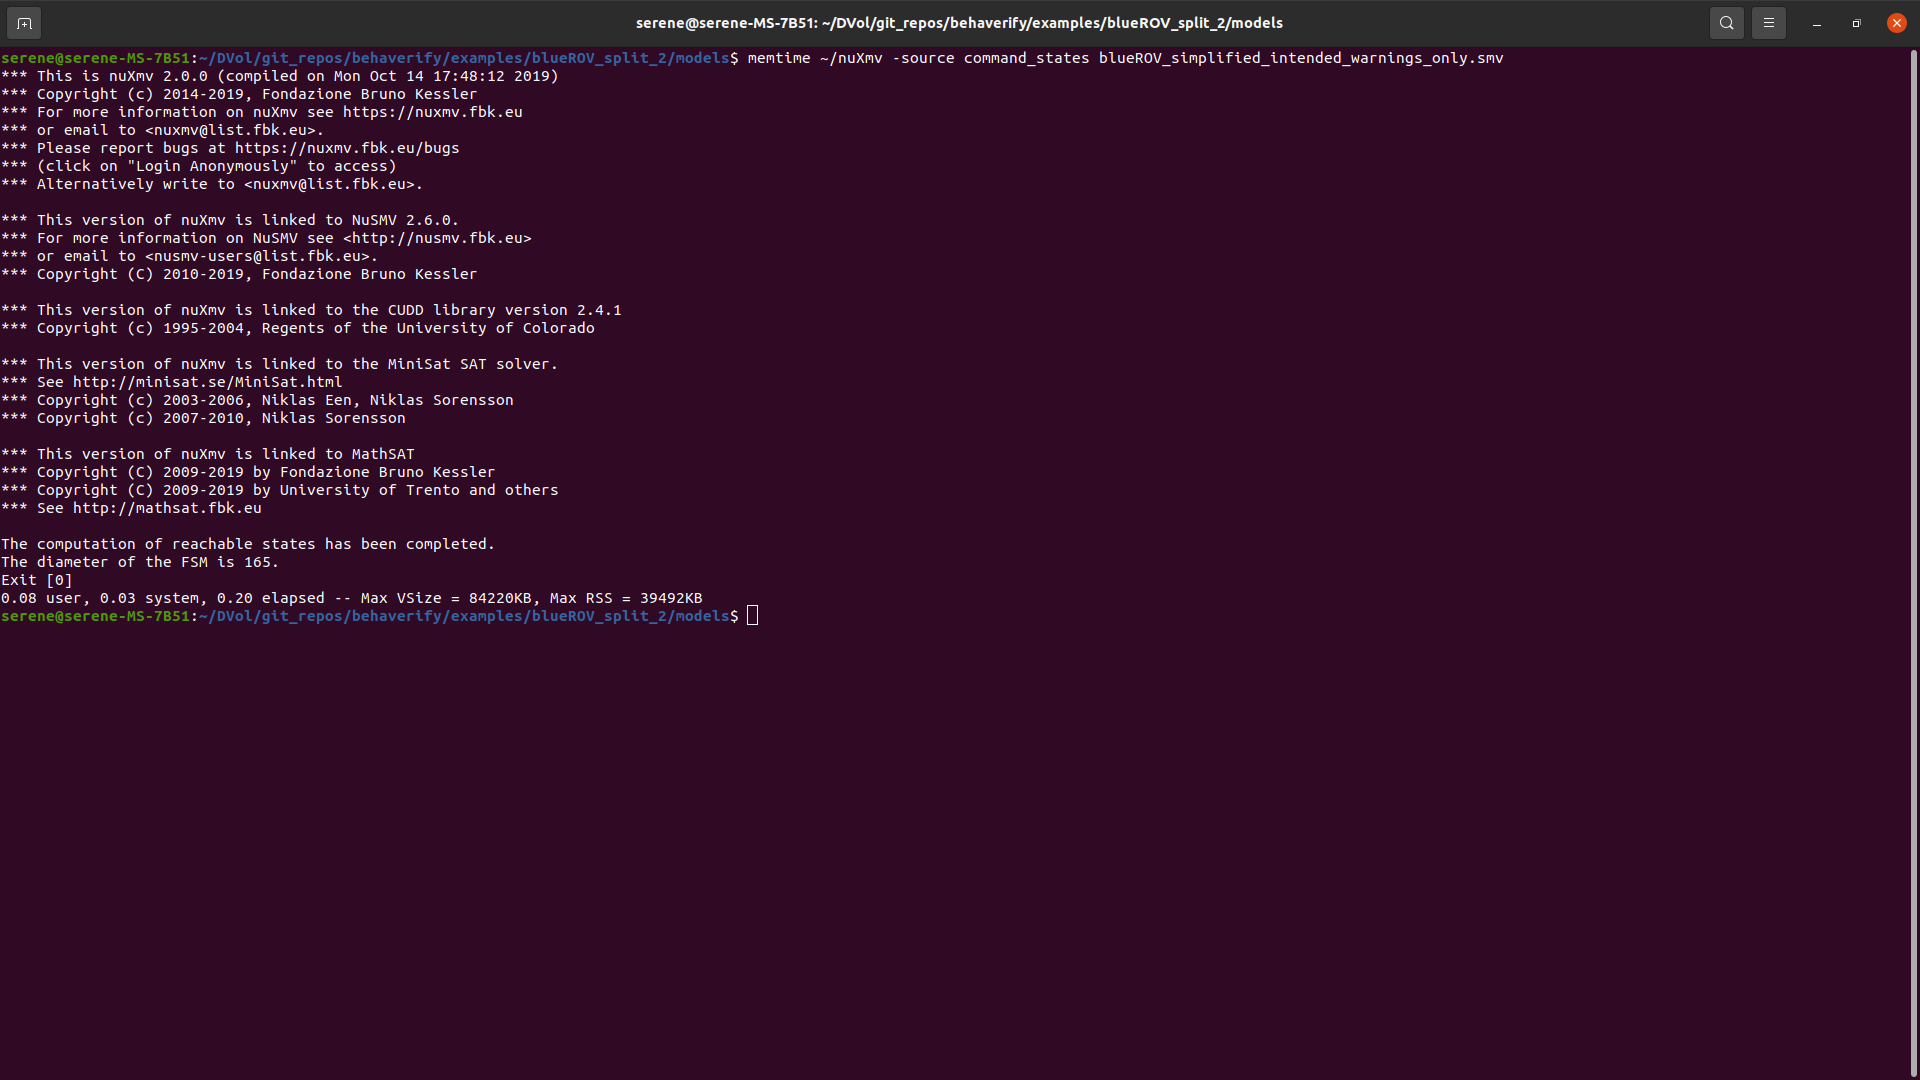 serene@serene-MS-7B51: ~/DVol/git_repos/behaverify/examples/blueROV_split_2/models
serene@serene-MS-7B51:~/DVol/git_repos/behaverify/examples/blueROV_split_2/models$ memtime ~/nuXmv -source command_states blueROV_simplified_intended_warnings_only.smv
*** This is nuXmv 2.0.0 (compiled on Mon Oct 14 17:48:12 2019)
*** Copyright (c) 2014-2019, Fondazione Bruno Kessler
*** For more information on nuXmv see https://nuxmv.fbk.eu
*** or email to <nuxmv@list.fbk.eu>.
*** Please report bugs at https://nuxmv.fbk.eu/bugs
*** (click on "Login Anonymously" to access)
*** Alternatively write to <nuxmv@list.fbk.eu>.

*** This version of nuXmv is linked to NuSMV 2.6.0.
*** For more information on NuSMV see <http://nusmv.fbk.eu>
*** or email to <nusmv-users@list.fbk.eu>.
*** Copyright (C) 2010-2019, Fondazione Bruno Kessler

*** This version of nuXmv is linked to the CUDD library version 2.4.1
*** Copyright (c) 1995-2004, Regents of the University of Colorado

*** This version of nuXmv is linked to the MiniSat SAT solver.
*** See http://minisat.se/MiniSat.html
*** Copyright (c) 2003-2006, Niklas Een, Niklas Sorensson
*** Copyright (c) 2007-2010, Niklas Sorensson

*** This version of nuXmv is linked to MathSAT
*** Copyright (C) 2009-2019 by Fondazione Bruno Kessler
*** Copyright (C) 2009-2019 by University of Trento and others
*** See http://mathsat.fbk.eu

The computation of reachable states has been completed.
The diameter of the FSM is 165.
Exit [0]
0.08 user, 0.03 system, 0.20 elapsed -- Max VSize = 84220KB, Max RSS = 39492KB
serene@serene-MS-7B51:~/DVol/git_repos/behaverify/examples/blueROV_split_2/models$